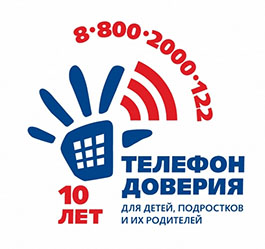 8·800·2000·122
10
ЛЕТ
ТЕЛЕФОН
ДОВЕРИЯ
ДЛЯ ДЕТЕЙ, ПОДРОСТКОВ
И ИХ РОДИТЕЛЕЙ